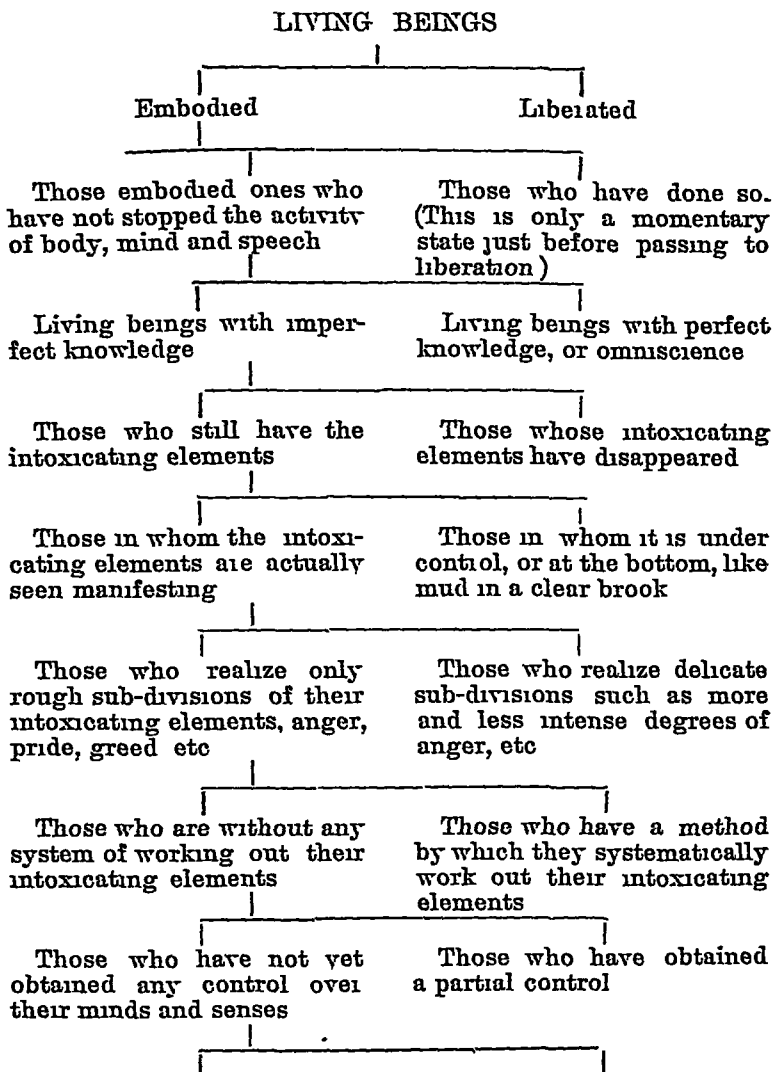 LIVING BEINGS
Embodied
Liberated
Those embodied ones who
have not stopped the activity
of body, mind and speech
Those who have done so.
(This is only a momentary
state just before passing to
liberation)
Living beings with imper-
fect knowledge
Living beings with perfect
knowledge, or omniscience
Those who still have the
intoxicating elements
Those whose intoxicating
elements have disappeared
Those in whom the intoxi-
cating elements are actually
seen manifesting
Those in whom it is under
control, or at the bottom, like
mud in a clear brook
Those who realize only
rough sub-divisions of their
intoxicating elements, anger,
pride, greed etc
Those who realize delicate
sub-divisions such as more
and less intense degrees of
anger, etc
Those who are without any
system of working out their
intoxicating elements
Those who have a method
by which they systematically
work out their intoxicating
elements
Those who have not yet
obtained any control over
their minds and senses
Those who have obtained
a partial control